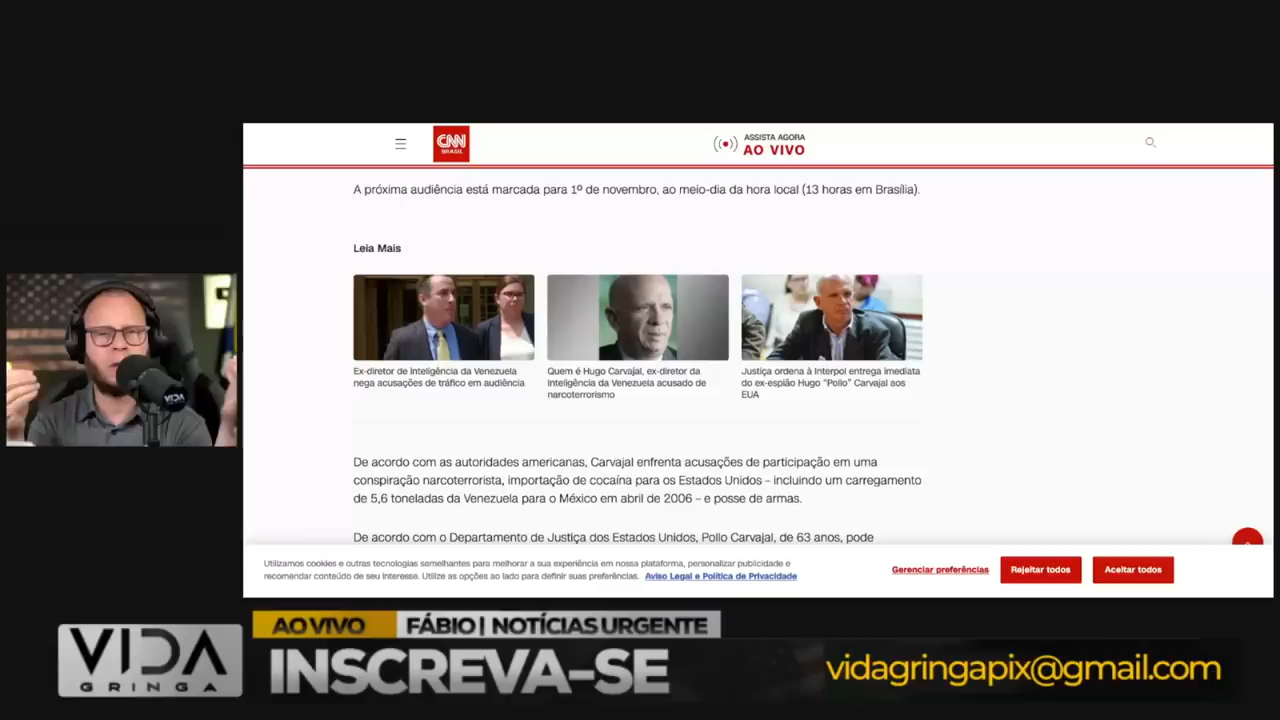 CNN
BRASIL
ASSISTA AGORA
AO VIVO
A próxima audiência está marcada para 1º de novembro, ao meio-dia da hora local (13 horas em Brasília).
Leia Mais
Ex-diretor de Inteligência da Venezuela
nega acusações de tráfico em audiência
Quem é Hugo Carvajal, ex-diretor da
Inteligência da Venezuela acusado de
narcoterrorismo
Justiça ordena à Interpol entrega imediata
do ex-espião Hugo “Pollo” Carvajal aos
EUA
De acordo com as autoridades americanas, Carvajal enfrenta acusações de participação em uma
conspiração narcoterrorista, importação de cocaína para os Estados Unidos – incluindo um carregamento
de 5,6 toneladas da Venezuela para o México em abril de 2006 – e posse de armas.
De acordo com o Departamento de Justiça dos Estados Unidos, Pollo Carvajal, de 63 anos, pode
Utilizamos cookies e outras tecnologias semelhantes para melhorar a sua experiência em nossa plataforma, personalizar publicidade e
recomendar conteúdo de seu interesse. Utilize as opções ao lado para definir suas preferências. Aviso Legal e Política de Privacidade
Gerenciar preferências
Rejeitar todos
Aceitar todos
VIDA
AO VIVO
FÁBIO | NOTÍCIAS URGENTE
VIDA
GRINGA
INSCREVA-SE
vidagringapix@gmail.com